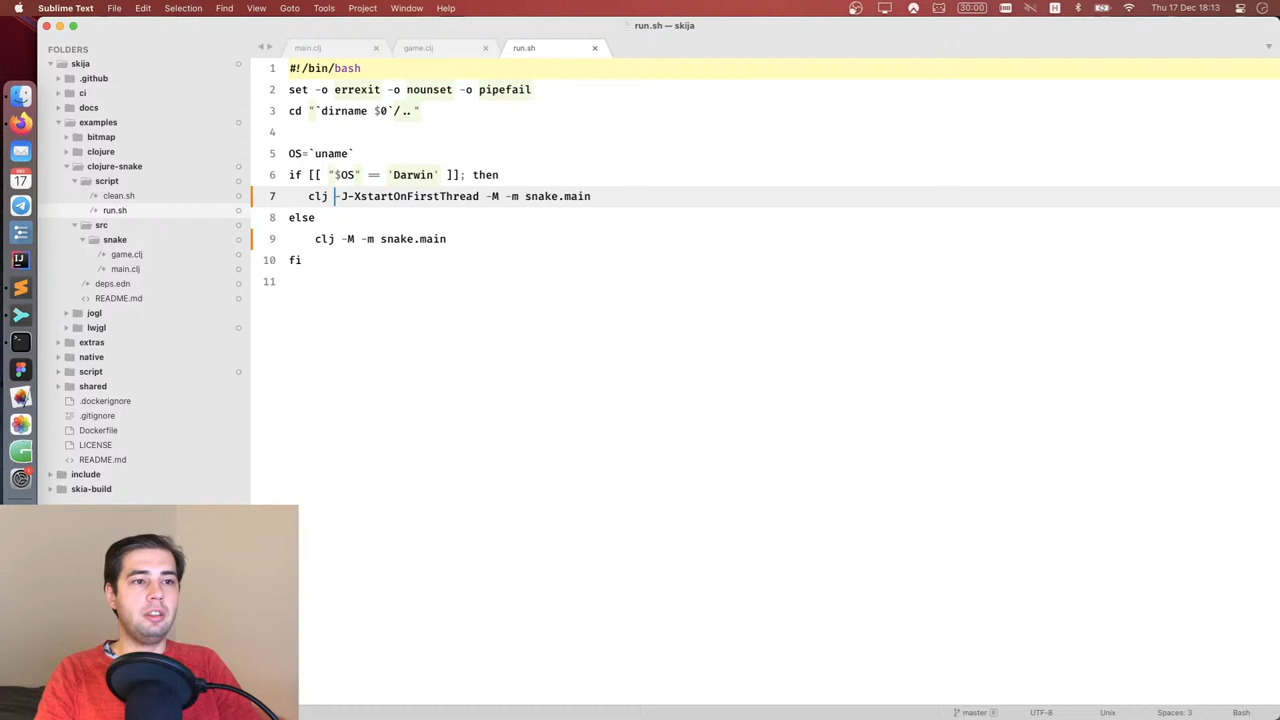 Sublime Text File Edit Selection Find View Goto Tools Project Window Help
30:00 Thu 17 Dec 18:13
run.sh — skija
FOLDERS
skija
.github
ci
docs
examples
bitmap
clojure
clojure-snake
script
clean.sh
run.sh
src
snake
game.clj
main.clj
deps.edn
README.md
jogl
lwjgl
extras
native
script
shared
.dockerignore
.gitignore
Dockerfile
LICENSE
README.md
include
skia-build
main.clj game.clj run.sh
1 #!/bin/bash
2 set -o errexit -o nounset -o pipefail
3 cd "`dirname $0`/.."
4
5 OS=`uname`
6 if [[ "$OS" == 'Darwin' ]]; then
7 clj -J-XstartOnFirstThread -M -m snake.main
8 else
9 clj -M -m snake.main
10 fi
11
master 8 UTF-8 Unix Spaces: 3 Bash
DEC
17